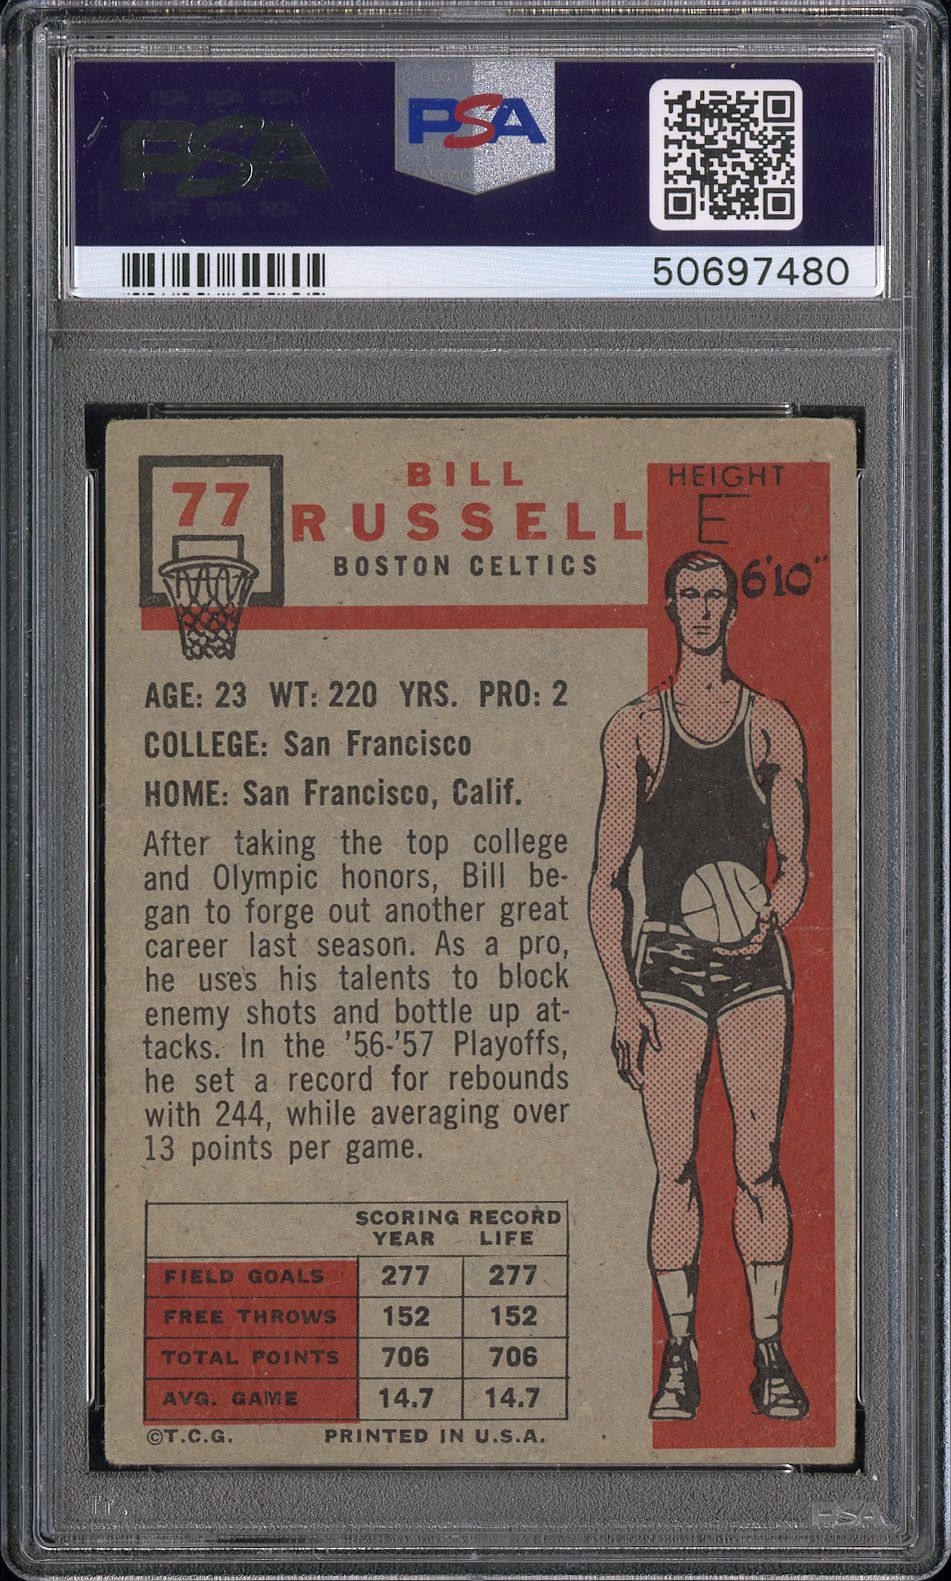 PSA
PSA
50697480
77
BILL
RUSSELL
BOSTON CELTICS
HEIGHT
6'10"
AGE: 23 WT: 220 YRS. PRO: 2
COLLEGE: San Francisco
HOME: San Francisco, Calif.
After taking the top college
and Olympic honors, Bill be-
gan to forge out another great
career last season. As a pro,
he uses his talents to block
enemy shots and bottle up at-
tacks. In the '56-'57 Playoffs,
he set a record for rebounds
with 244, while averaging over
13 points per game.
SCORING RECORD
YEAR LIFE
FIELD GOALS 277 277
FREE THROWS 152 152
TOTAL POINTS 706 706
AVG. GAME 14.7 14.7
©T.C.G. PRINTED IN U.S.A.
PSA